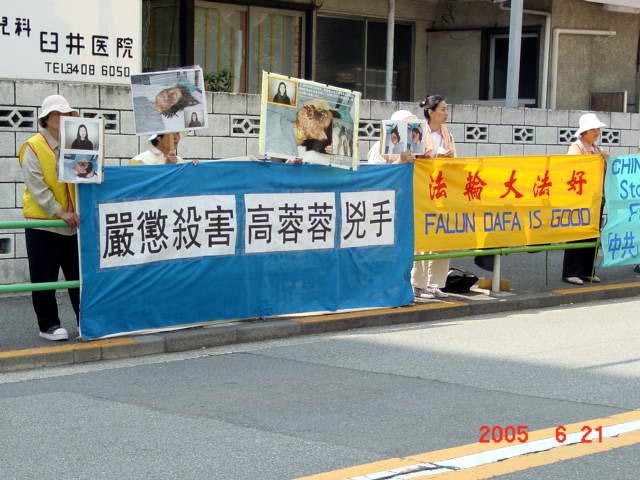 兒科
臼井医院
TEL3408 6050
嚴懲殺害高蓉蓉兇手
法輪大法好
FALUN DAFA IS GOOD
CHIN
Sto
中共
2005 6 21